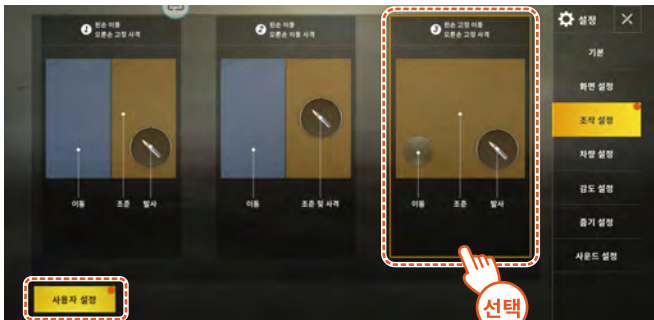 1 왼손 이동
오른손 고정 사격
이동 조준 발사
2 왼손 이동
오른손 이동 사격
이동 조준 및 사격
3 왼손 고정 이동
오른손 고정 사격
이동 조준 발사
선택
사용자 설정
설정
기본
화면 설정
조작 설정
차량 설정
감도 설정
줍기 설정
사운드 설정